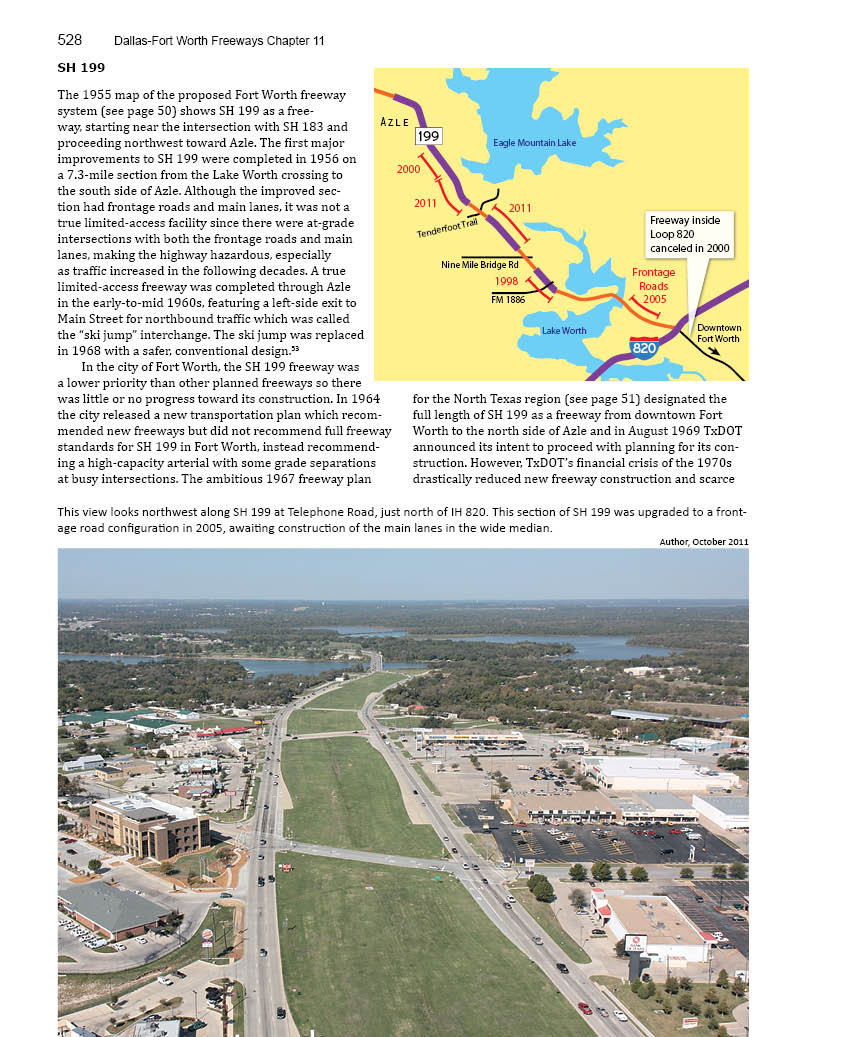 528 Dallas-Fort Worth Freeways Chapter 11
SH 199
The 1955 map of the proposed Fort Worth freeway
system (see page 50) shows SH 199 as a free-
way, starting near the intersection with SH 183 and
proceeding northwest toward Azle. The first major
improvements to SH 199 were completed in 1956 on
a 7.3-mile section from the Lake Worth crossing to
the south side of Azle. Although the improved sec-
tion had frontage roads and main lanes, it was not a
true limited-access facility since there were at-grade
intersections with both the frontage roads and main
lanes, making the highway hazardous, especially
as traffic increased in the following decades. A true
limited-access freeway was completed through Azle
in the early-to-mid 1960s, featuring a left-side exit to
Main Street for northbound traffic which was called
the “ski jump” interchange. The ski jump was replaced
in 1968 with a safer, conventional design.⁵³
In the city of Fort Worth, the SH 199 freeway was
a lower priority than other planned freeways so there
was little or no progress toward its construction. In 1964
the city released a new transportation plan which recom-
mended new freeways but did not recommend full freeway
standards for SH 199 in Fort Worth, instead recommend-
ing a high-capacity arterial with some grade separations
at busy intersections. The ambitious 1967 freeway plan
AZLE
199
Eagle Mountain Lake
2000
2011
2011
Tenderfoot Trail
Freeway inside
Loop 820
canceled in 2000
Nine Mile Bridge Rd
1998
FM 1886
Frontage
Roads
2005
Lake Worth
820
Downtown
Fort Worth
for the North Texas region (see page 51) designated the
full length of SH 199 as a freeway from downtown Fort
Worth to the north side of Azle and in August 1969 TxDOT
announced its intent to proceed with planning for its con-
struction. However, TxDOT’s financial crisis of the 1970s
drastically reduced new freeway construction and scarce
This view looks northwest along SH 199 at Telephone Road, just north of IH 820. This section of SH 199 was upgraded to a front-
age road configuration in 2005, awaiting construction of the main lanes in the wide median.
Author, October 2011